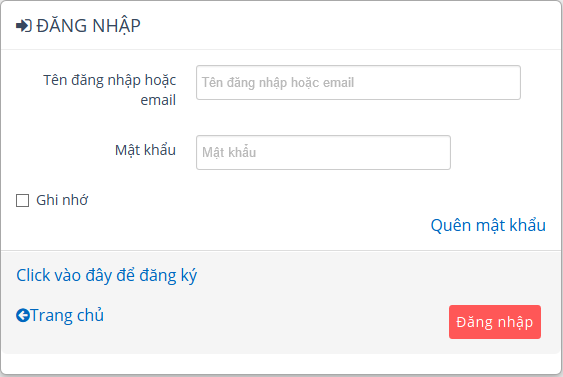 ĐĂNG NHẬP
Tên đăng nhập hoặc
email
Tên đăng nhập hoặc email
Mật khẩu
Mật khẩu
Ghi nhớ
Quên mật khẩu
Click vào đây để đăng ký
Trang chủ
Đăng nhập